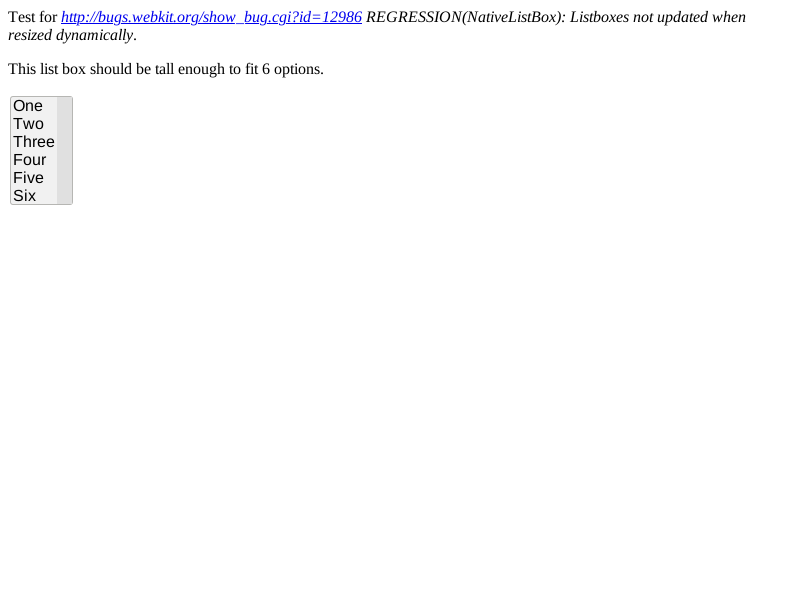 Test for http://bugs.webkit.org/show_bug.cgi?id=12986 REGRESSION(NativeListBox): Listboxes not updated when
resized dynamically.
This list box should be tall enough to fit 6 options.
One
Two
Three
Four
Five
Six